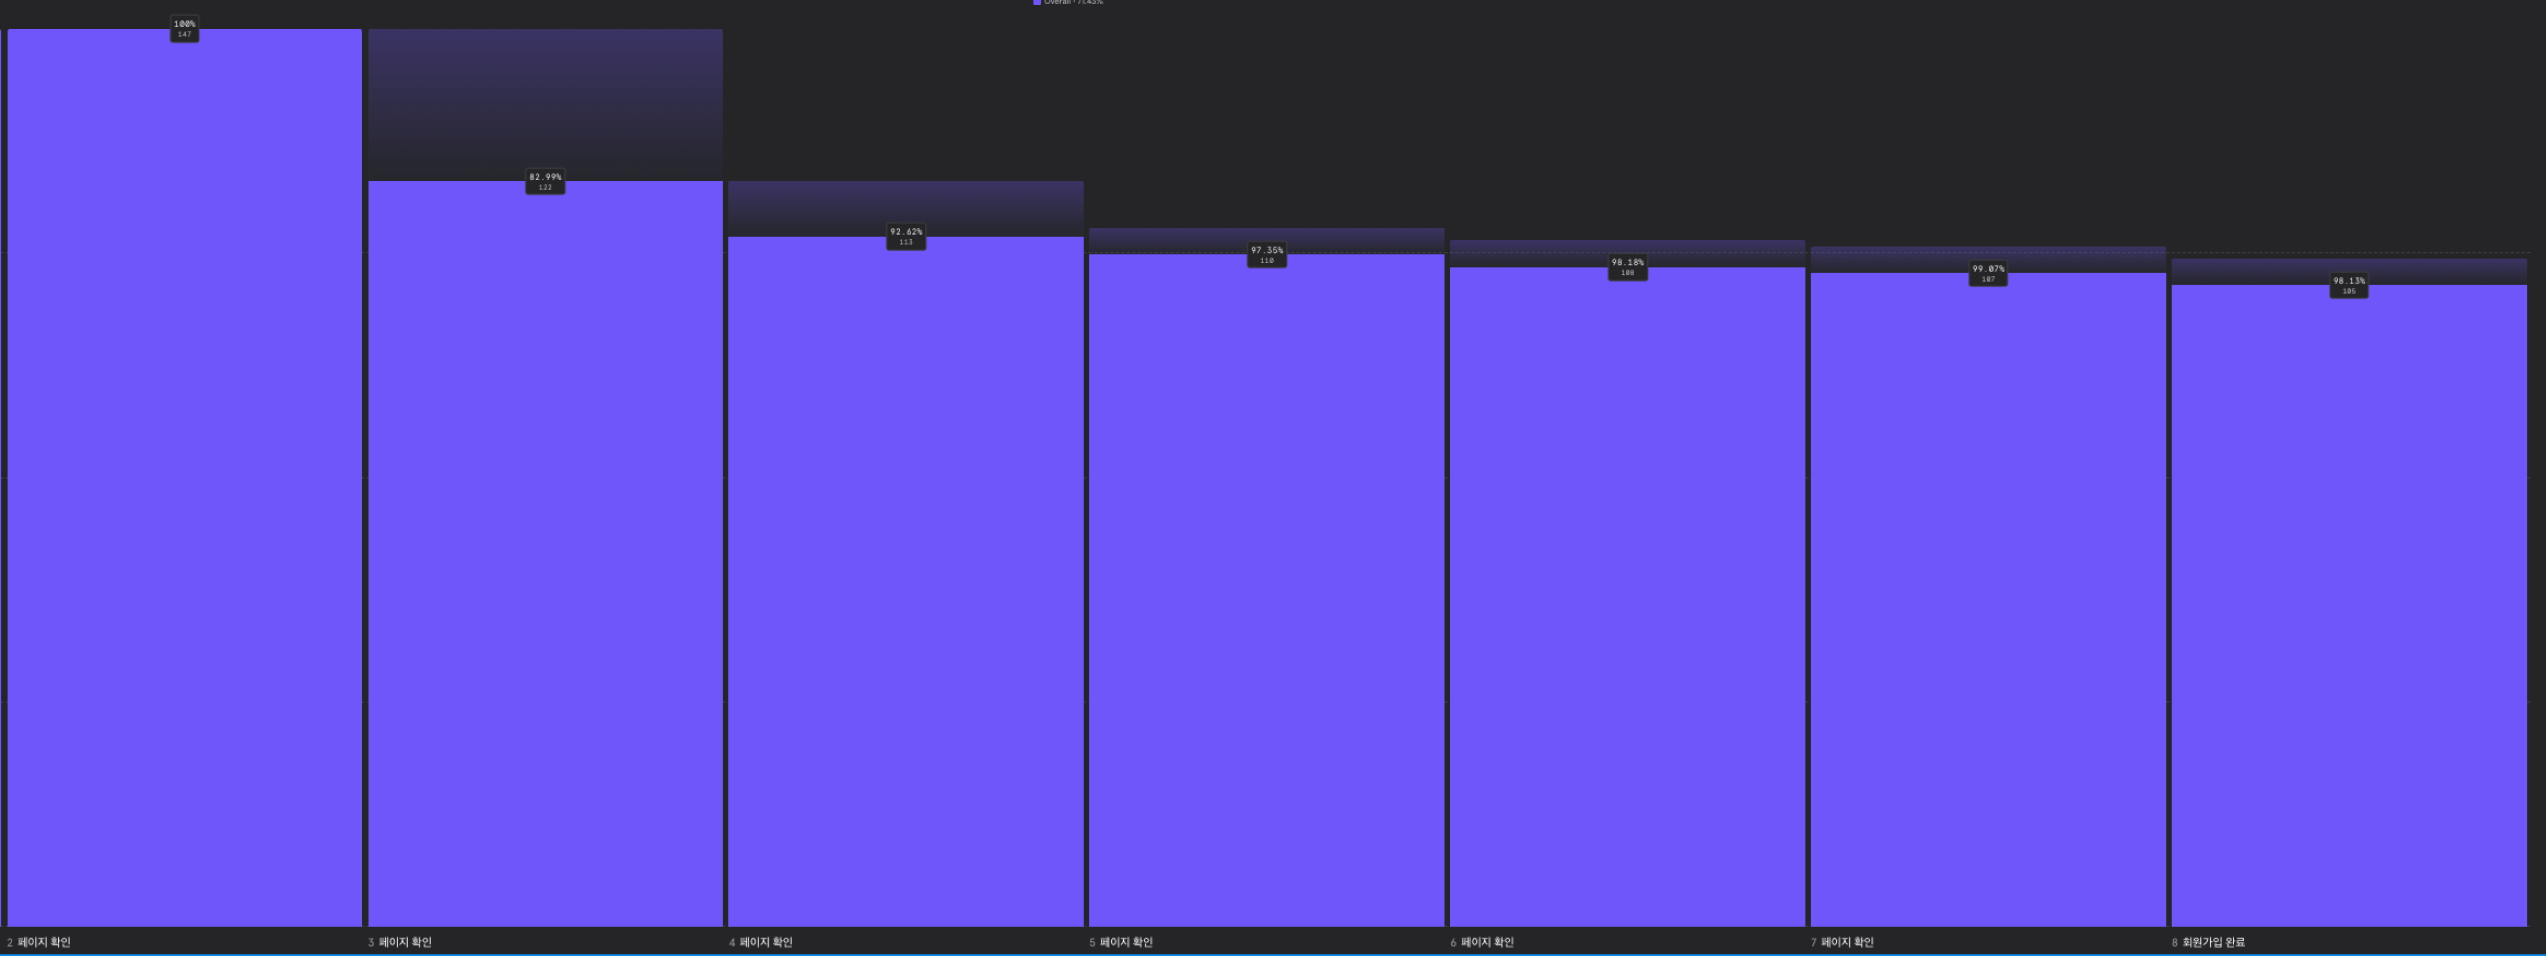 Overall · 71.43%
100%
147
82.99%
122
92.62%
113
97.35%
110
98.18%
108
99.07%
107
98.13%
105
2 페이지 확인
3 페이지 확인
4 페이지 확인
5 페이지 확인
6 페이지 확인
7 페이지 확인
8 회원가입 완료